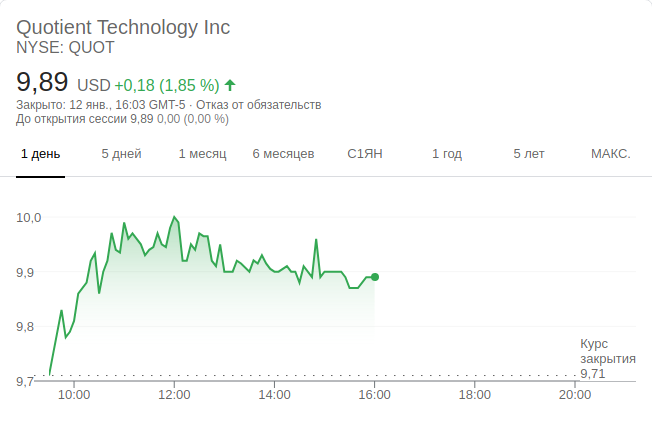 Quotient Technology Inc
NYSE: QUOT
9,89 USD +0,18 (1,85 %)
Закрыто: 12 янв., 16:03 GMT-5 · Отказ от обязательств
До открытия сессии 9,89 0,00 (0,00 %)
1 день 5 дней 1 месяц 6 месяцев С1ЯН 1 год 5 лет МАКС.
10,0
9,9
9,8
Курс
закрытия
9,71
9,7
10:00 12:00 14:00 16:00 18:00 20:00